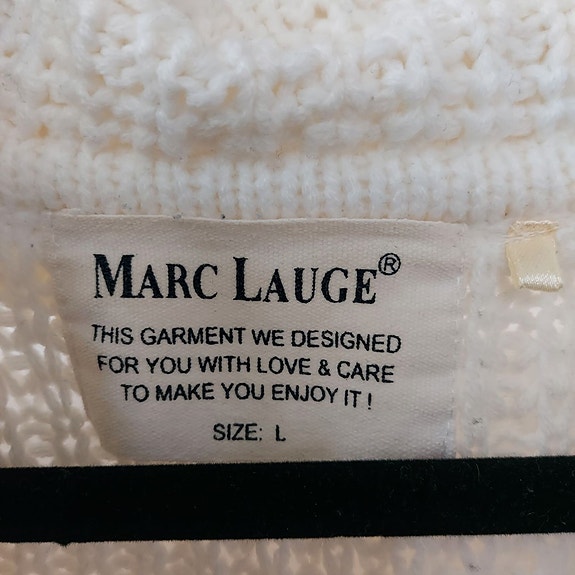 MARC LAUGE®
THIS GARMENT WE DESIGNED
FOR YOU WITH LOVE & CARE
TO MAKE YOU ENJOY IT !
SIZE: L